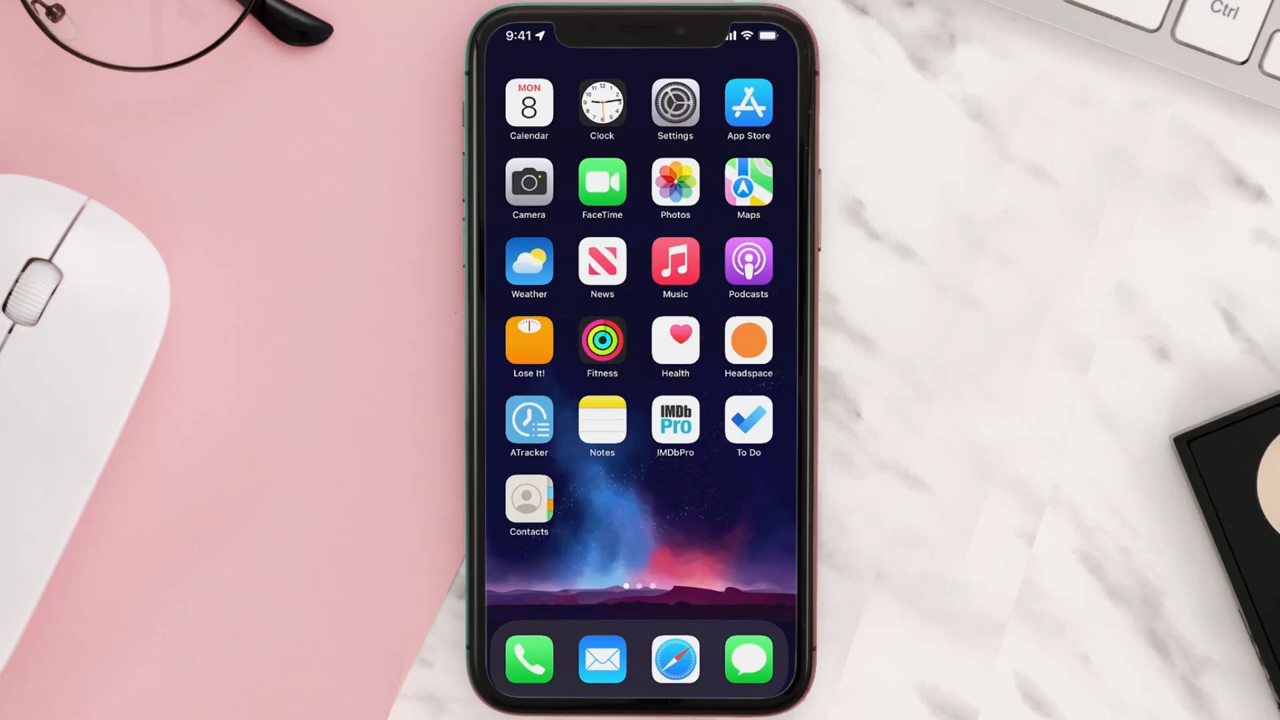 9:41
MON
8
Calendar Clock Settings App Store
Camera FaceTime Photos Maps
Weather News Music Podcasts
Lose It! Fitness Health Headspace
IMDb
Pro
ATracker Notes IMDbPro To Do
Contacts
Ctrl